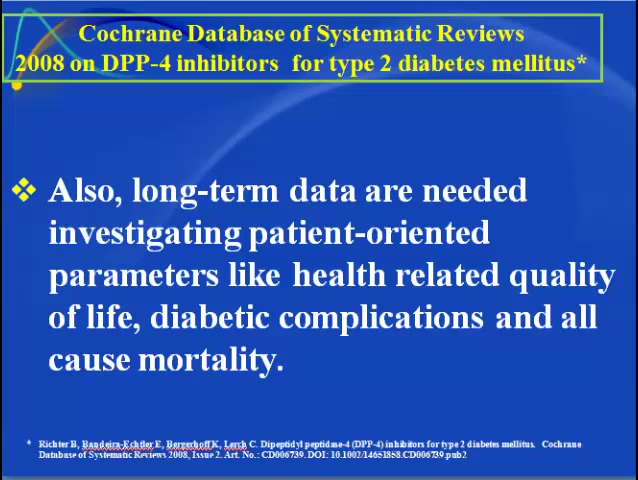 Cochrane Database of Systematic Reviews
2008 on DPP-4 inhibitors for type 2 diabetes mellitus*
Also, long-term data are needed
investigating patient-oriented
parameters like health related quality
of life, diabetic complications and all
cause mortality.
* Richter B, Bandeira-Echtler E, Bergerhoff K, Lerch C. Dipeptidyl peptidase-4 (DPP-4) inhibitors for type 2 diabetes mellitus. Cochrane
Database of Systematic Reviews 2008, Issue 2. Art. No.: CD006739. DOI: 10.1002/14651858.CD006739.pub2